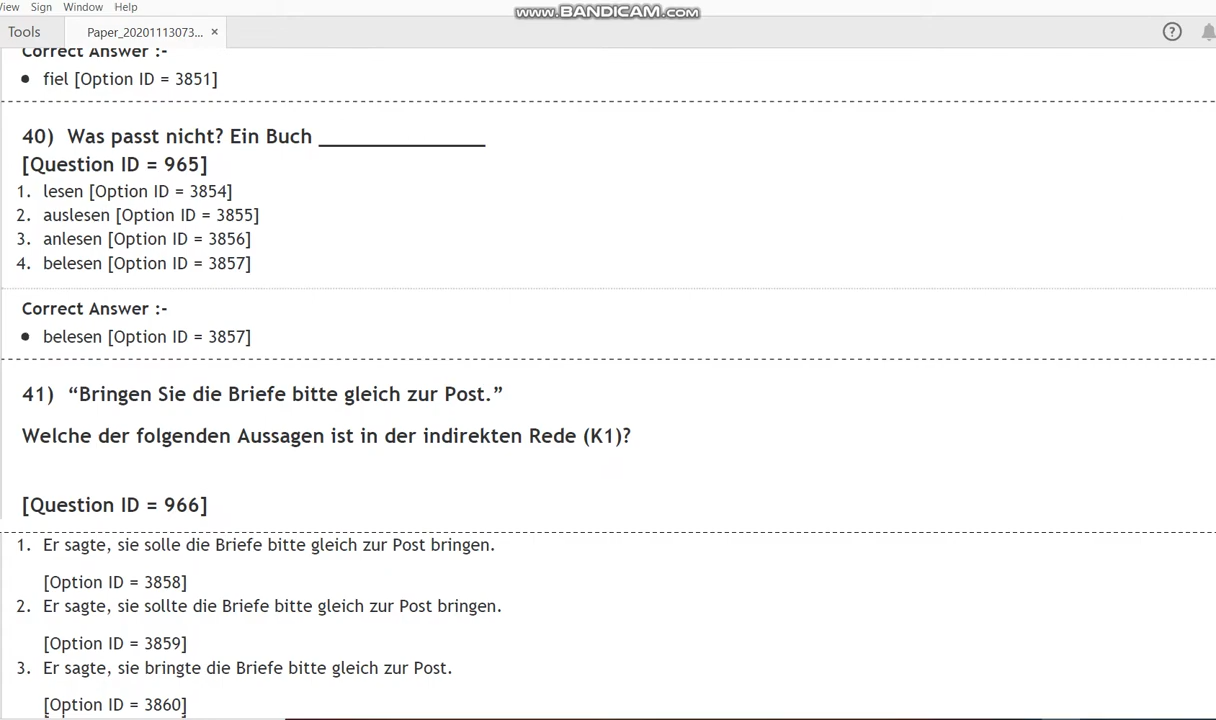 View Sign Window Help
www.BANDICAM.com
Tools Paper_20201113073... × ?
Correct Answer :-
• fiel [Option ID = 3851]
40) Was passt nicht? Ein Buch _______________
[Question ID = 965]
1. lesen [Option ID = 3854]
2. auslesen [Option ID = 3855]
3. anlesen [Option ID = 3856]
4. belesen [Option ID = 3857]
Correct Answer :-
• belesen [Option ID = 3857]
41) “Bringen Sie die Briefe bitte gleich zur Post.”
Welche der folgenden Aussagen ist in der indirekten Rede (K1)?
[Question ID = 966]
1. Er sagte, sie solle die Briefe bitte gleich zur Post bringen.
[Option ID = 3858]
2. Er sagte, sie sollte die Briefe bitte gleich zur Post bringen.
[Option ID = 3859]
3. Er sagte, sie bringte die Briefe bitte gleich zur Post.
[Option ID = 3860]